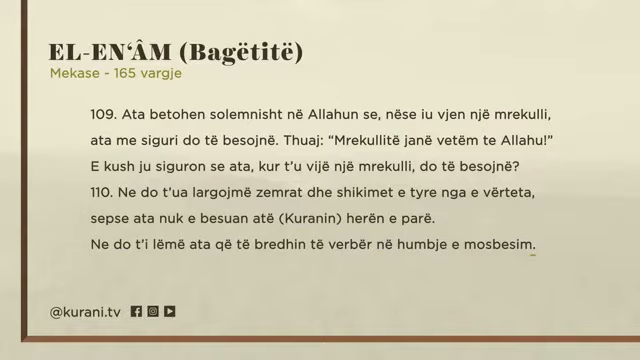 EL-EN‘ÂM (Bagëtitë)
Mekase - 165 vargje
109. Ata betohen solemnisht në Allahun se, nëse iu vjen një mrekulli,
ata me siguri do të besojnë. Thuaj: “Mrekullitë janë vetëm te Allahu!”
E kush ju siguron se ata, kur t’u vijë një mrekulli, do të besojnë?
110. Ne do t’ua largojmë zemrat dhe shikimet e tyre nga e vërteta,
sepse ata nuk e besuan atë (Kuranin) herën e parë.
Ne do t’i lëmë ata që të bredhin të verbër në humbje e mosbesim.
@kurani.tv